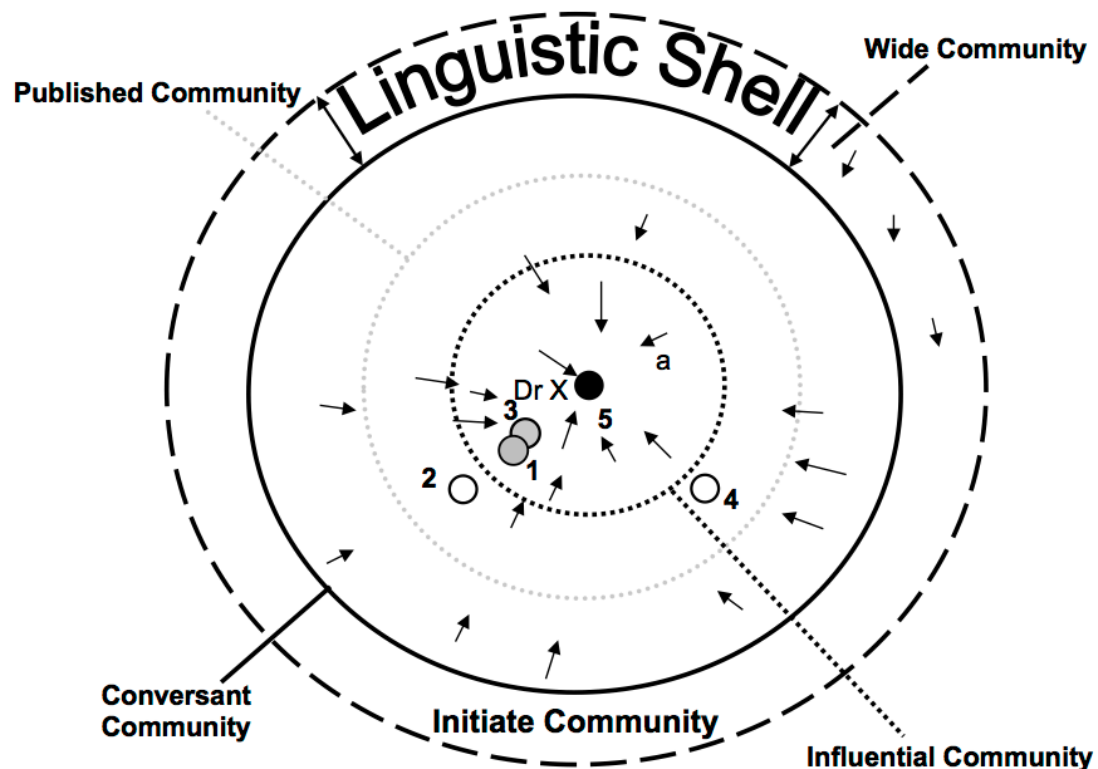 Linguistic Shell
Wide Community
Published Community
a
Dr X
5
3
1
2
4
Conversant
Community
Initiate Community
Influential Community